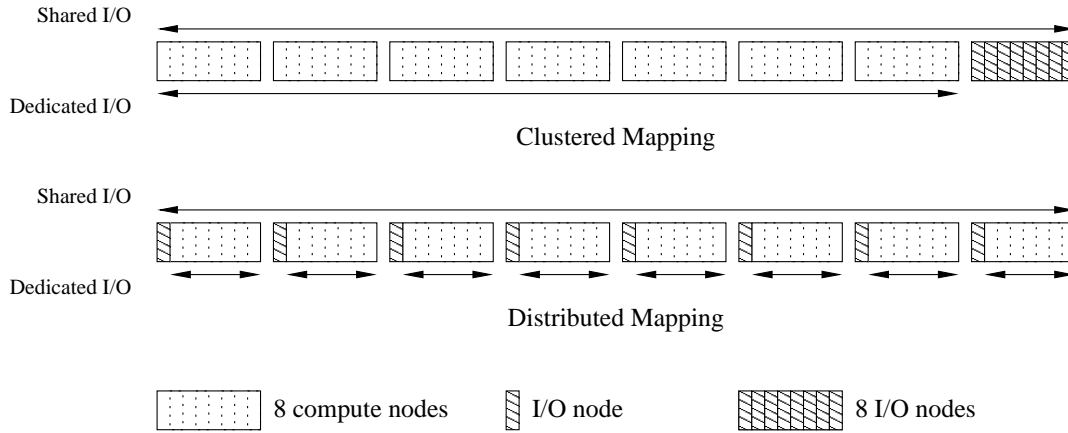 Shared I/O
Dedicated I/O
Clustered Mapping
Shared I/O
Dedicated I/O
Distributed Mapping
8 compute nodes
I/O node
8 I/O nodes